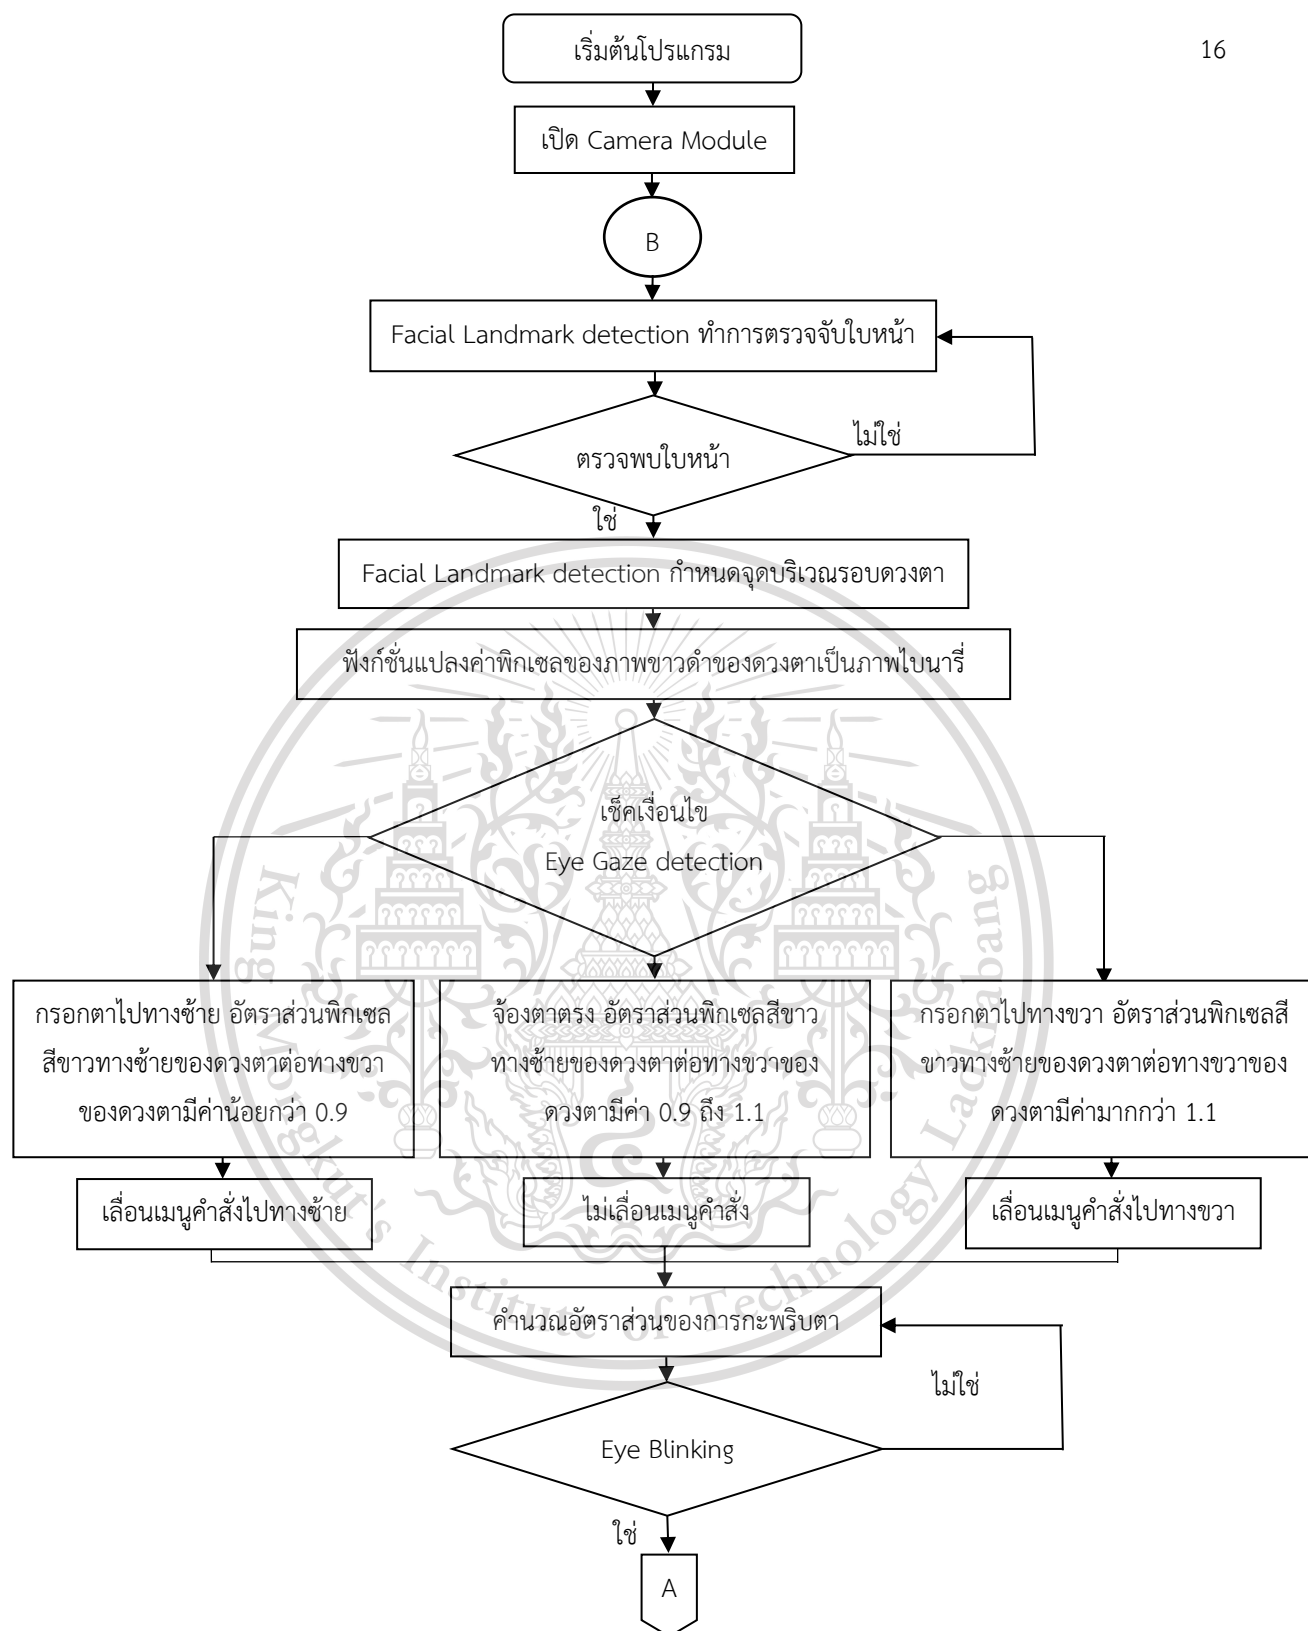 16
เริ่มต้นโปรแกรม
เปิด Camera Module
B
Facial Landmark detection ทำการตรวจจับใบหน้า
ตรวจพบใบหน้า
ไม่ใช่
ใช่
Facial Landmark detection กำหนดจุดบริเวณรอบดวงตา
ฟังก์ชั่นแปลงค่าพิกเซลของภาพขาวดำของดวงตาเป็นภาพไบนารี่
เช็คเงื่อนไข
Eye Gaze detection
กรอกตาไปทางซ้าย อัตราส่วนพิกเซล
สีขาวทางซ้ายของดวงตาต่อทางขวา
ของดวงตามีค่าน้อยกว่า 0.9
จ้องตาตรง อัตราส่วนพิกเซลสีขาว
ทางซ้ายของดวงตาต่อทางขวาของ
ดวงตามีค่า 0.9 ถึง 1.1
กรอกตาไปทางขวา อัตราส่วนพิกเซลสี
ขาวทางซ้ายของดวงตาต่อทางขวาของ
ดวงตามีค่ามากกว่า 1.1
เลื่อนเมนูคำสั่งไปทางซ้าย
ไม่เลื่อนเมนูคำสั่ง
เลื่อนเมนูคำสั่งไปทางขวา
คำนวณอัตราส่วนของการกะพริบตา
ไม่ใช่
Eye Blinking
ใช่
A
King Mongkut's Institute of Technology Ladkrabang